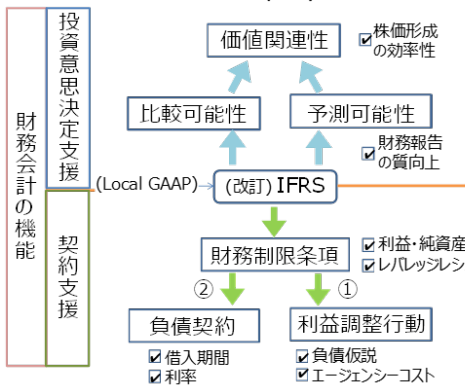 財務会計の機能
投資意思決定支援
契約支援
価値関連性
☑株価形成
の効率性
比較可能性
予測可能性
☑財務報告
の質向上
(Local GAAP)
(改訂) IFRS
財務制限条項
☑利益・純資産
☑レバレッジレシ
②
①
負債契約
利益調整行動
☑借入期間
☑利率
☑負債仮説
☑エージェンシーコスト